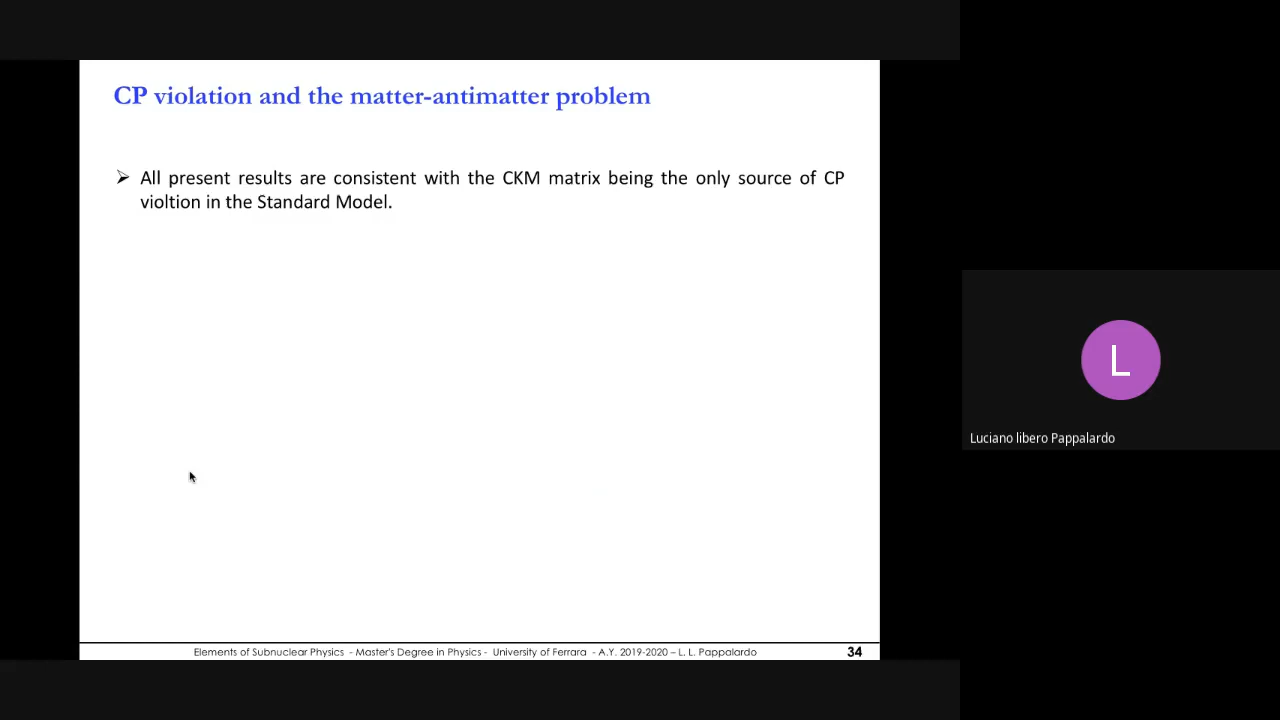 CP violation and the matter-antimatter problem
➢ All present results are consistent with the CKM matrix being the only source of CP
violtion in the Standard Model.
L
Luciano libero Pappalardo
Elements of Subnuclear Physics - Master's Degree in Physics - University of Ferrara - A.Y. 2019-2020 – L. L. Pappalardo
34